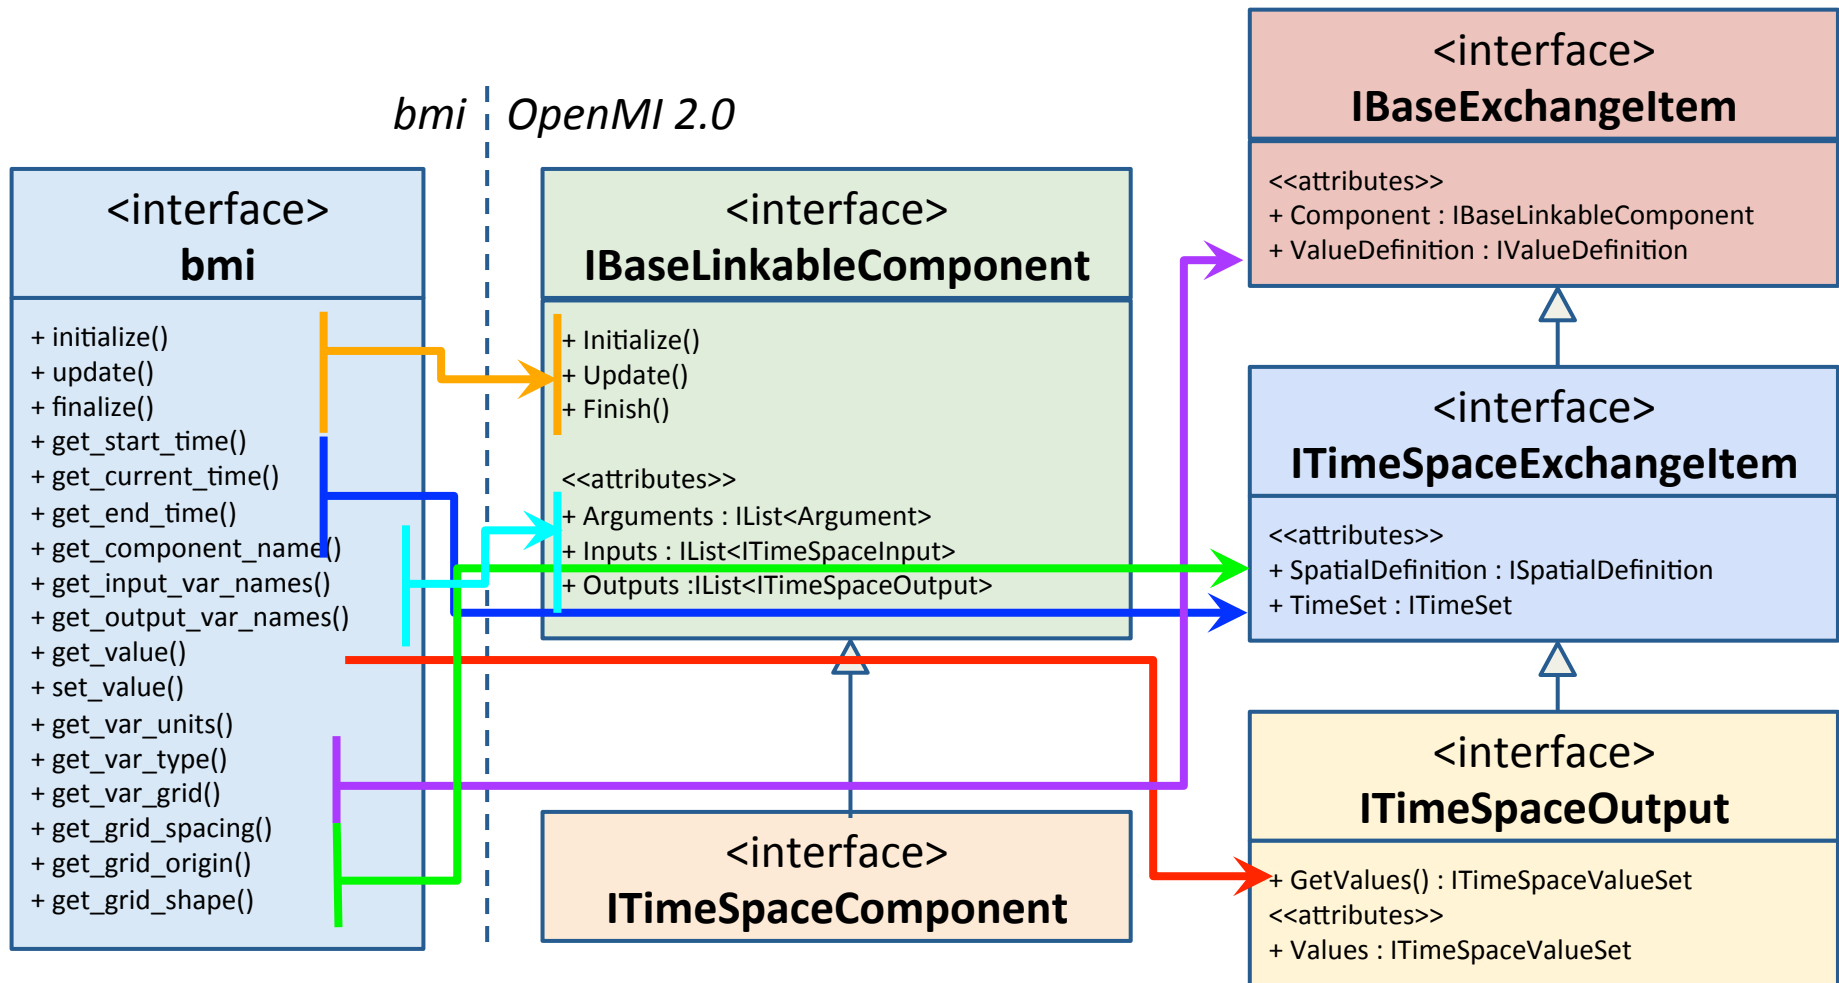 bmi
OpenMI 2.0
<interface>
bmi
+ initialize()
+ update()
+ finalize()
+ get_start_time()
+ get_current_time()
+ get_end_time()
+ get_component_name()
+ get_input_var_names()
+ get_output_var_names()
+ get_value()
+ set_value()
+ get_var_units()
+ get_var_type()
+ get_var_grid()
+ get_grid_spacing()
+ get_grid_origin()
+ get_grid_shape()
<interface>
IBaseLinkableComponent
+ Initialize()
+ Update()
+ Finish()
<<attributes>>
+ Arguments : IList<Argument>
+ Inputs : IList<ITimeSpaceInput>
+ Outputs :IList<ITimeSpaceOutput>
<interface>
ITimeSpaceComponent
<interface>
IBaseExchangeItem
<<attributes>>
+ Component : IBaseLinkableComponent
+ ValueDefinition : IValueDefinition
<interface>
ITimeSpaceExchangeItem
<<attributes>>
+ SpatialDefinition : ISpatialDefinition
+ TimeSet : ITimeSet
<interface>
ITimeSpaceOutput
+ GetValues() : ITimeSpaceValueSet
<<attributes>>
+ Values : ITimeSpaceValueSet